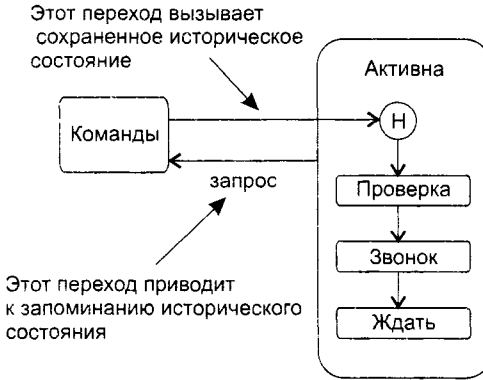 Этот переход вызывает
сохраненное историческое
состояние
Активна
Команды
Н
запрос
Проверка
Звонок
Ждать
Этот переход приводит
к запоминанию исторического
состояния